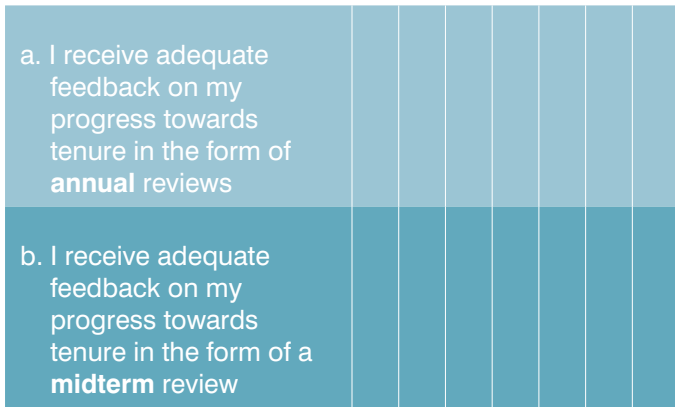 a. I receive adequate
feedback on my
progress towards
tenure in the form of
annual reviews
b. I receive adequate
feedback on my
progress towards
tenure in the form of a
midterm review